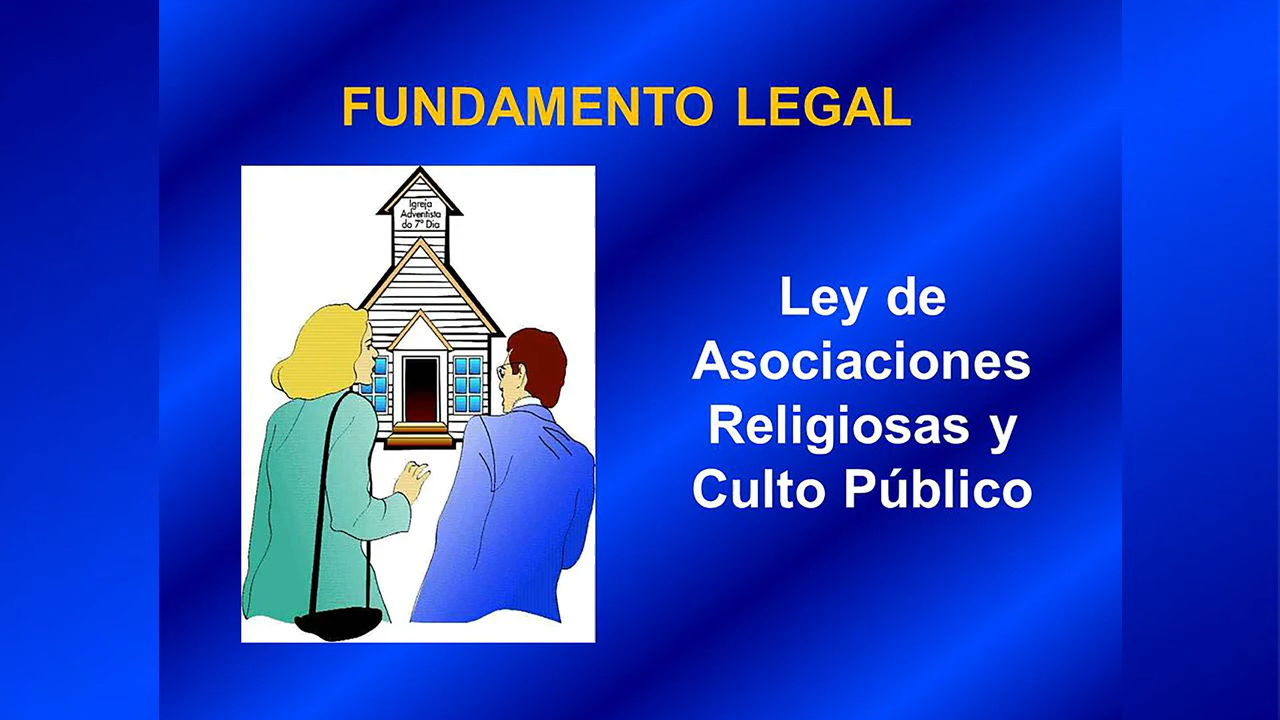 FUNDAMENTO LEGAL
Igreja
Adventista
do 7º Dia
Ley de
Asociaciones
Religiosas y
Culto Público